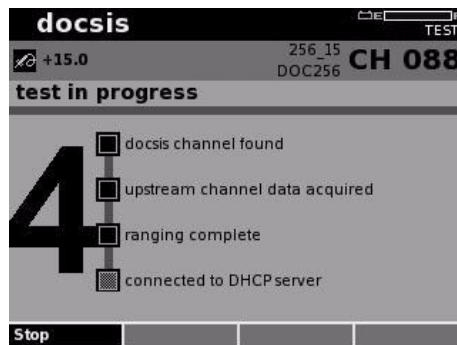 docsis
E F
TEST
+15.0
256_15
DOC256
CH 088
test in progress
4
docsis channel found
upstream channel data acquired
ranging complete
connected to DHCP server
Stop